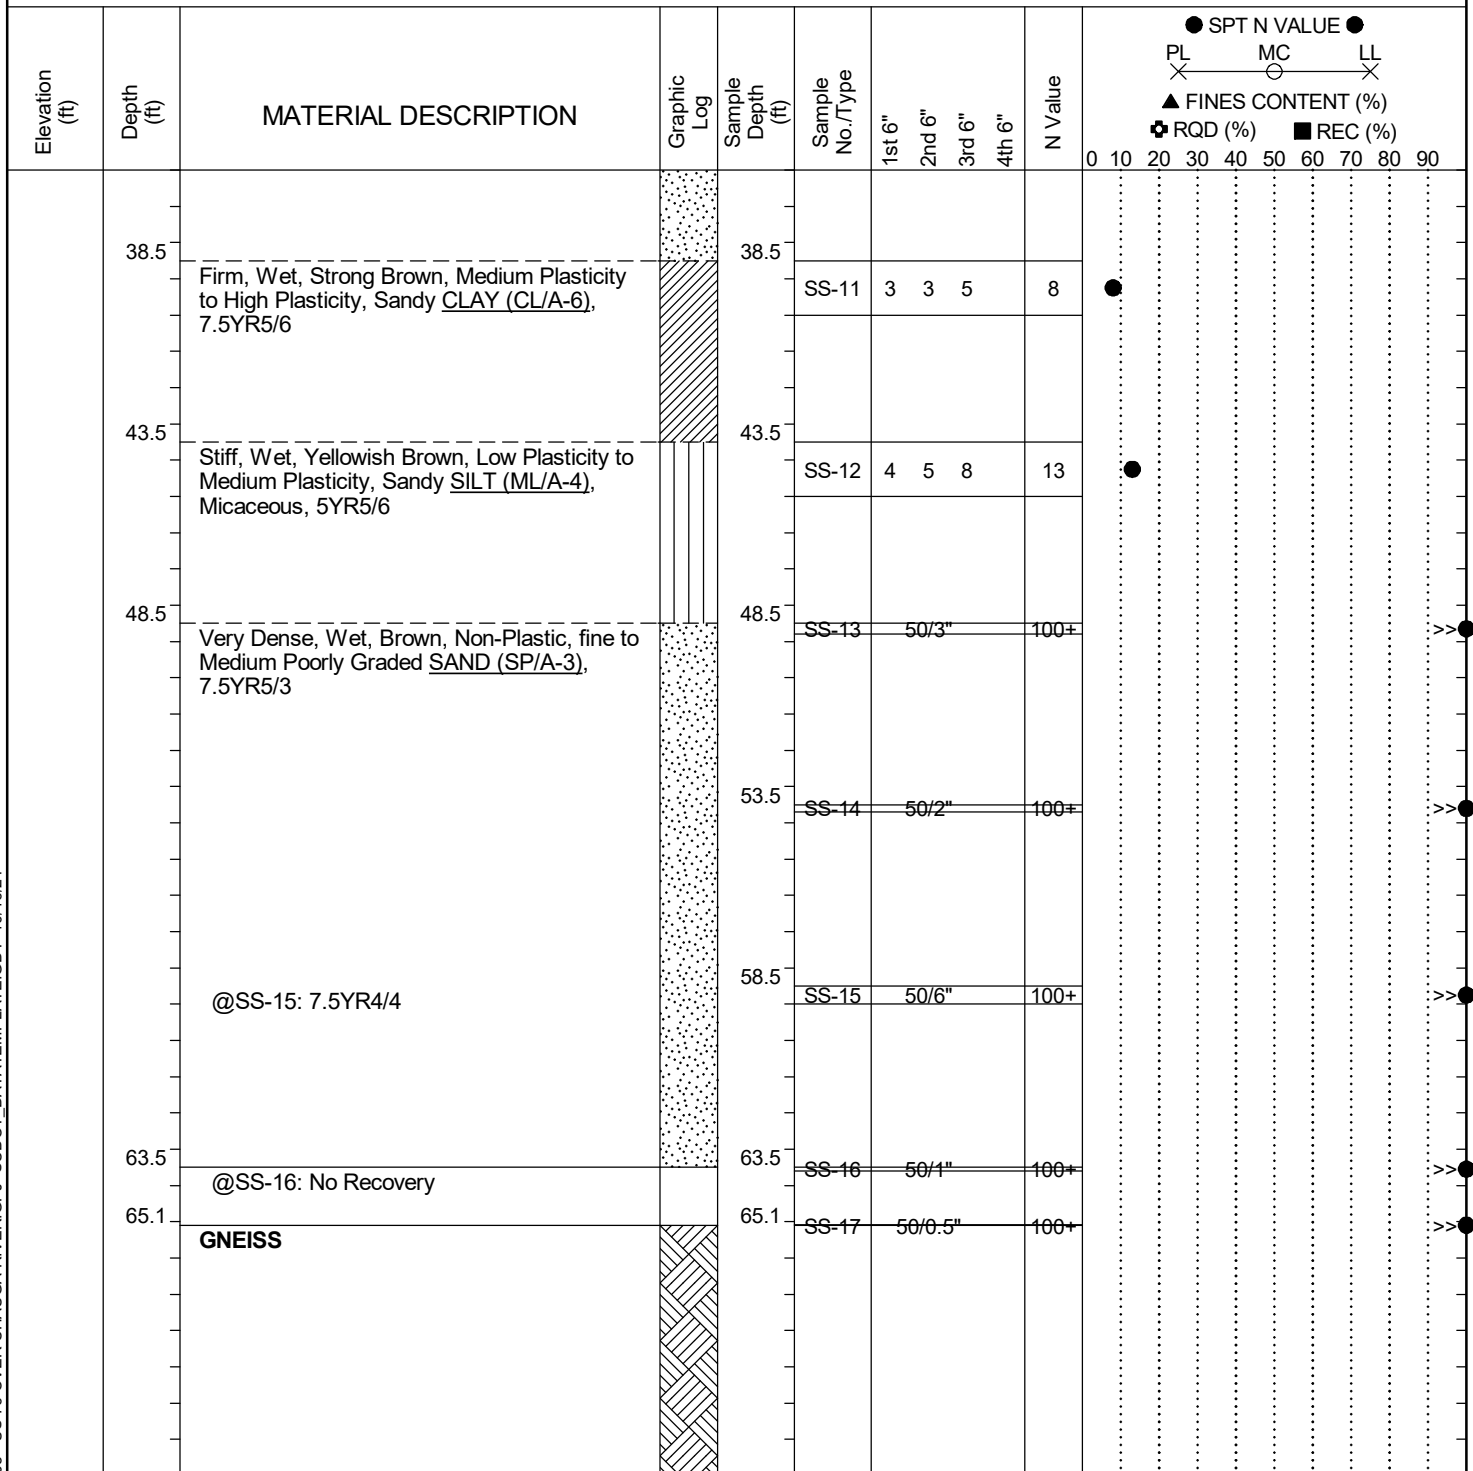 ● SPT N VALUE ●
PL MC LL
▲ FINES CONTENT (%)
RQD (%) ■ REC (%)
0 10 20 30 40 50 60 70 80 90
Elevation
(ft)
Depth
(ft)
MATERIAL DESCRIPTION
Graphic
Log
Sample
Depth
(ft)
Sample
No./Type
1st 6"
2nd 6"
3rd 6"
4th 6"
N Value
38.5 38.5
Firm, Wet, Strong Brown, Medium Plasticity
to High Plasticity, Sandy CLAY (CL/A-6),
7.5YR5/6
SS-11 3 3 5 8
43.5 43.5
Stiff, Wet, Yellowish Brown, Low Plasticity to
Medium Plasticity, Sandy SILT (ML/A-4),
Micaceous, 5YR5/6
SS-12 4 5 8 13
48.5 48.5
SS-13 50/3" 100+ >>
Very Dense, Wet, Brown, Non-Plastic, fine to
Medium Poorly Graded SAND (SP/A-3),
7.5YR5/3
53.5
SS-14 50/2" 100+ >>
58.5
@SS-15: 7.5YR4/4
SS-15 50/6" 100+ >>
63.5 63.5
SS-16 50/1" 100+ >>
@SS-16: No Recovery
65.1 65.1
SS-17 50/0.5" 100+ >>
GNEISS